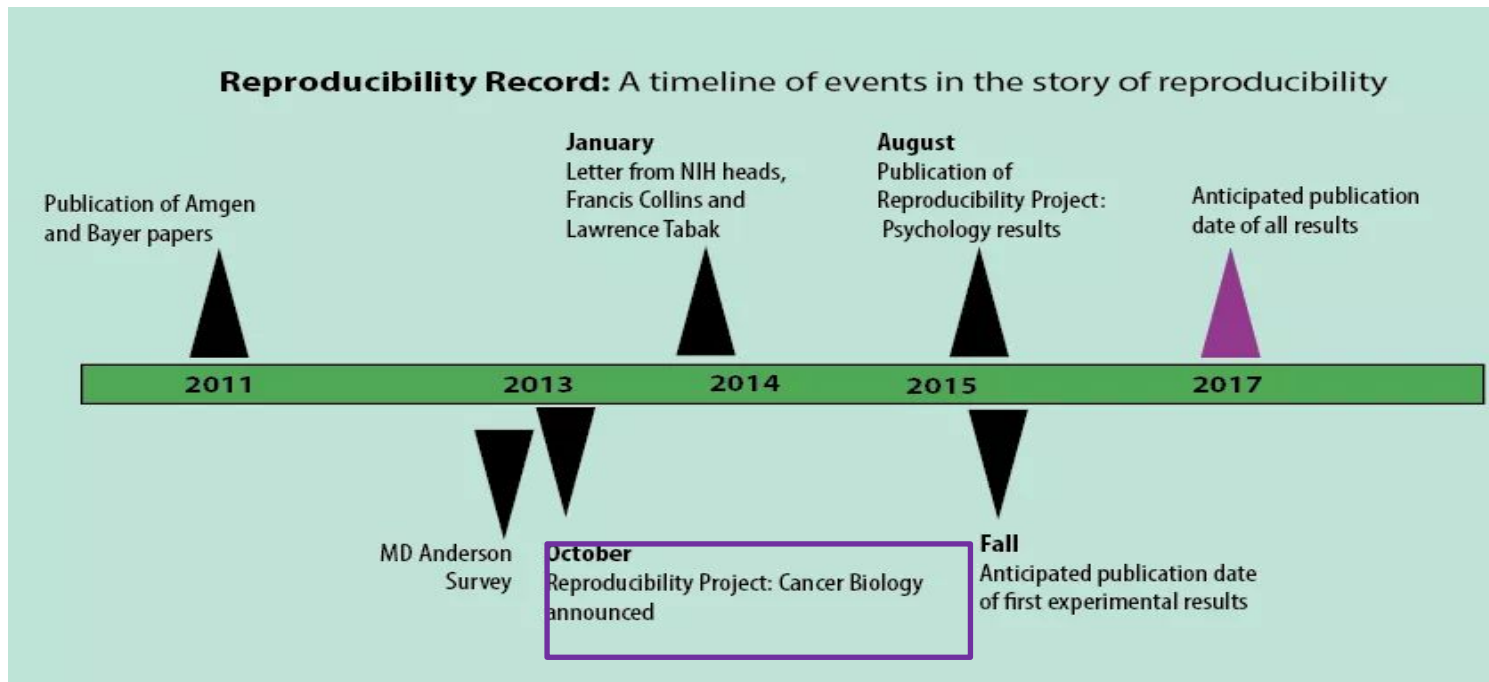 Reproducibility Record: A timeline of events in the story of reproducibility
Publication of Amgen
and Bayer papers
January
Letter from NIH heads,
Francis Collins and
Lawrence Tabak
August
Publication of
Reproducibility Project:
Psychology results
Anticipated publication
date of all results
2011
2013
2014
2015
2017
MD Anderson
Survey
October
Reproducibility Project: Cancer Biology
announced
Fall
Anticipated publication date
of first experimental results